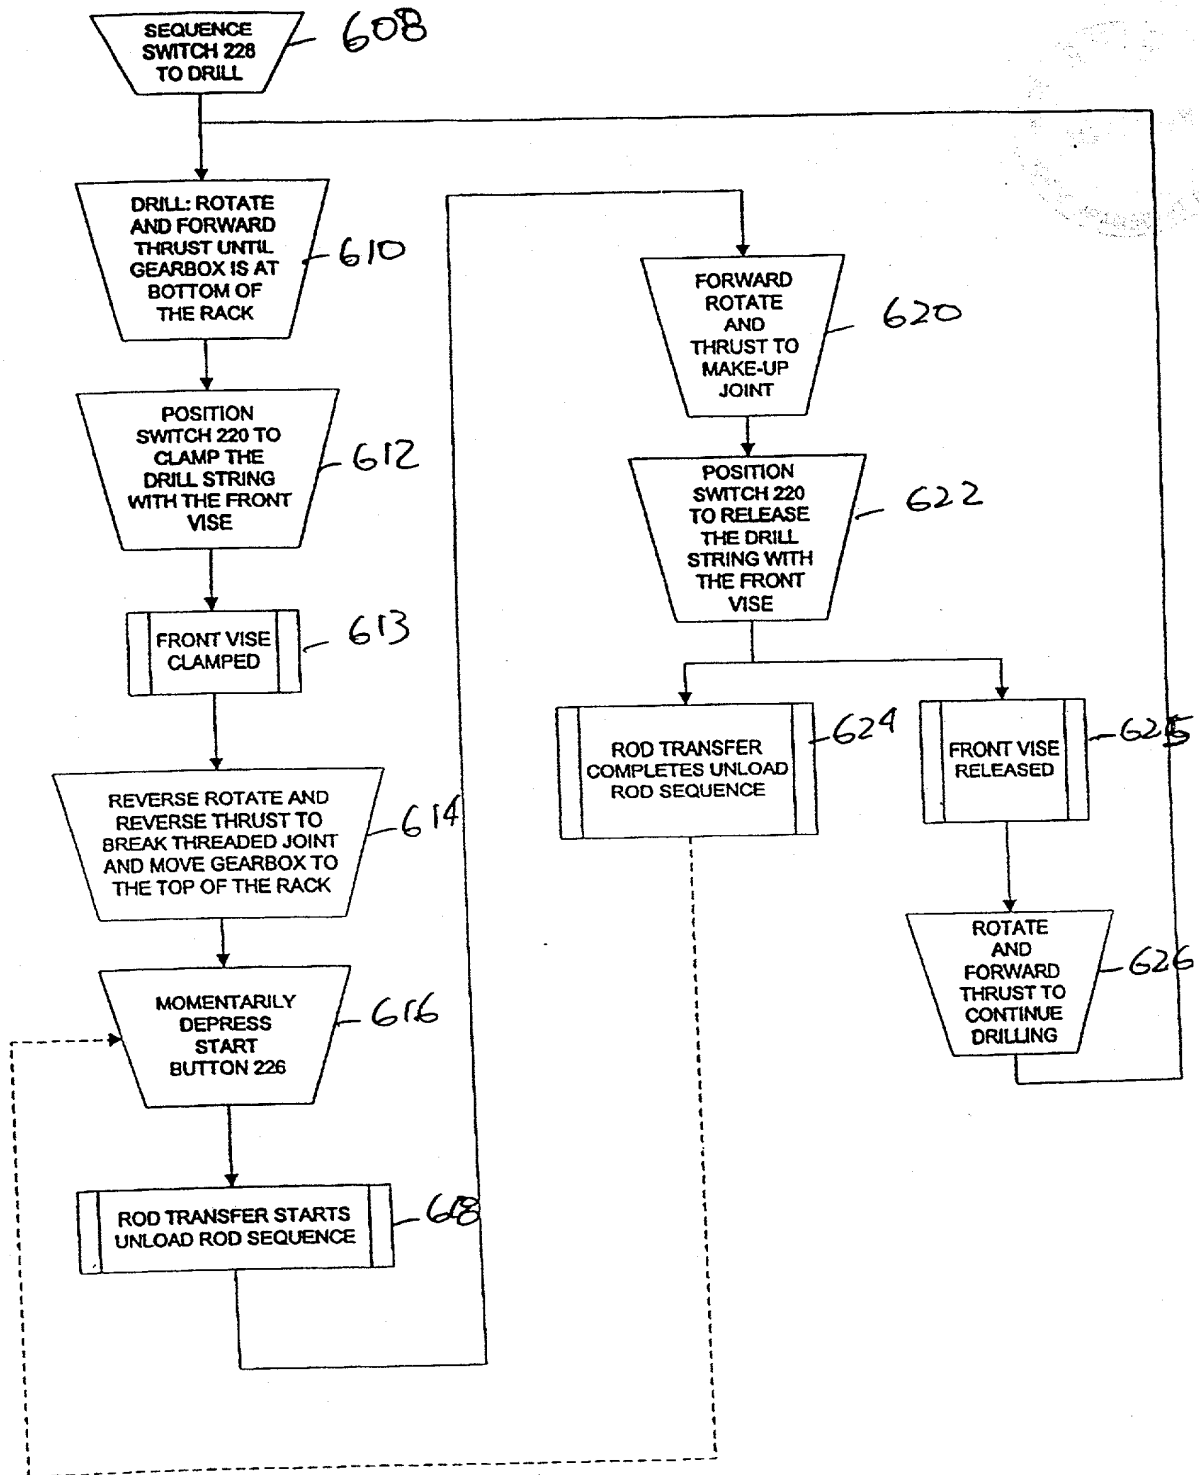 SEQUENCE
SWITCH 228
TO DRILL
608
DRILL: ROTATE
AND FORWARD
THRUST UNTIL
GEARBOX IS AT
BOTTOM OF
THE RACK
610
POSITION
SWITCH 220 TO
CLAMP THE
DRILL STRING
WITH THE FRONT
VISE
612
FRONT VISE
CLAMPED
613
REVERSE ROTATE AND
REVERSE THRUST TO
BREAK THREADED JOINT
AND MOVE GEARBOX TO
THE TOP OF THE RACK
614
MOMENTARILY
DEPRESS
START
BUTTON 226
616
ROD TRANSFER STARTS
UNLOAD ROD SEQUENCE
618
FORWARD
ROTATE
AND
THRUST TO
MAKE-UP
JOINT
620
POSITION
SWITCH 220
TO RELEASE
THE DRILL
STRING WITH
THE FRONT
VISE
622
ROD TRANSFER
COMPLETES UNLOAD
ROD SEQUENCE
624
FRONT VISE
RELEASED
625
ROTATE
AND
FORWARD
THRUST TO
CONTINUE
DRILLING
626